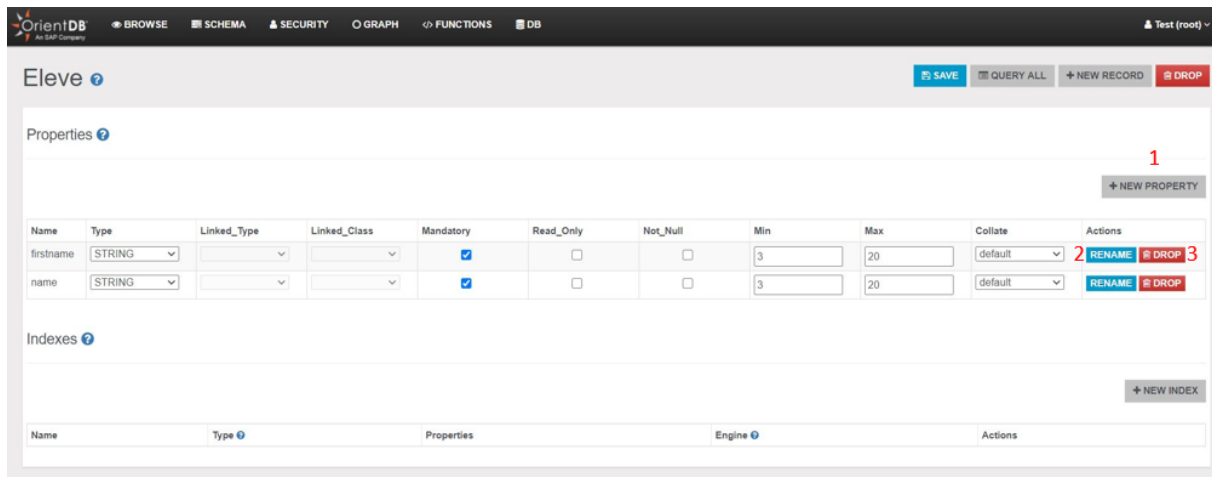 OrientDB BROWSE SCHEMA SECURITY GRAPH FUNCTIONS DB Test (root)
An SAP Company
Eleve SAVE QUERY ALL + NEW RECORD DROP
Properties
1
+ NEW PROPERTY
Name Type Linked_Type Linked_Class Mandatory Read_Only Not_Null Min Max Collate Actions
firstname STRING 3 20 default 2 RENAME DROP 3
name STRING 3 20 default RENAME DROP
Indexes
+ NEW INDEX
Name Type Properties Engine Actions